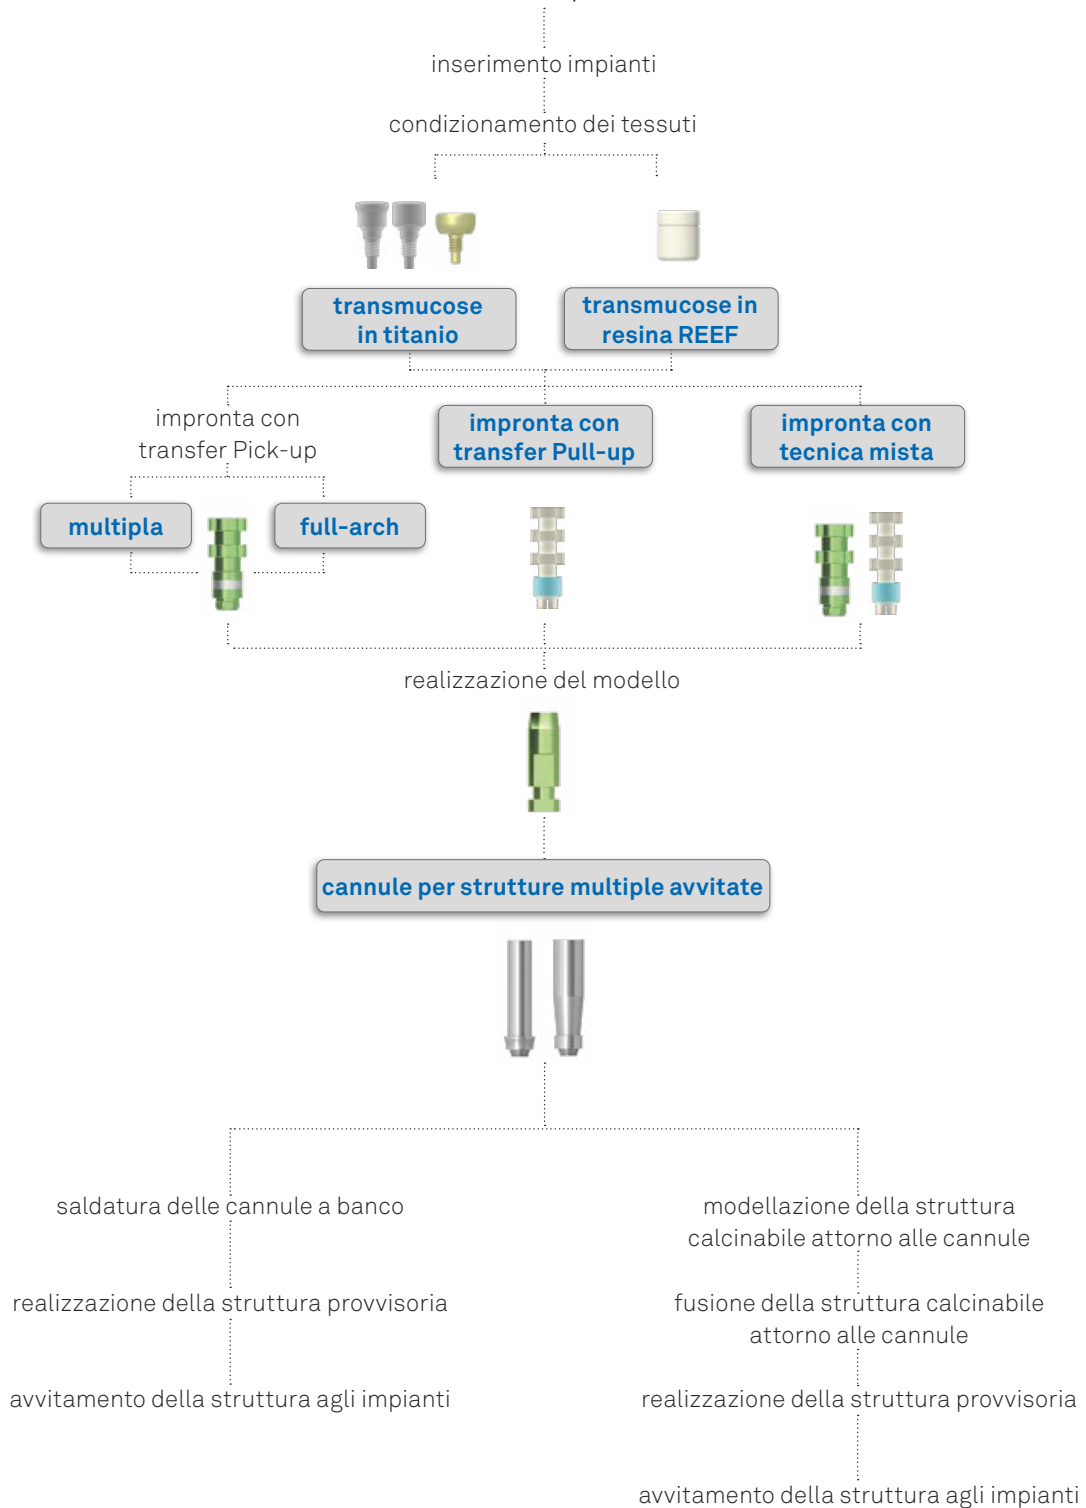 inserimento impianti
condizionamento dei tessuti
transmucose
in titanio
transmucose in
resina REEF
impronta con
transfer Pick-up
impronta con
transfer Pull-up
impronta con
tecnica mista
multipla
full-arch
realizzazione del modello
cannule per strutture multiple avvitate
saldatura delle cannule a banco
modellazione della struttura
calcinabile attorno alle cannule
realizzazione della struttura provvisoria
fusione della struttura calcinabile
attorno alle cannule
avvitamento della struttura agli impianti
realizzazione della struttura provvisoria
avvitamento della struttura agli impianti